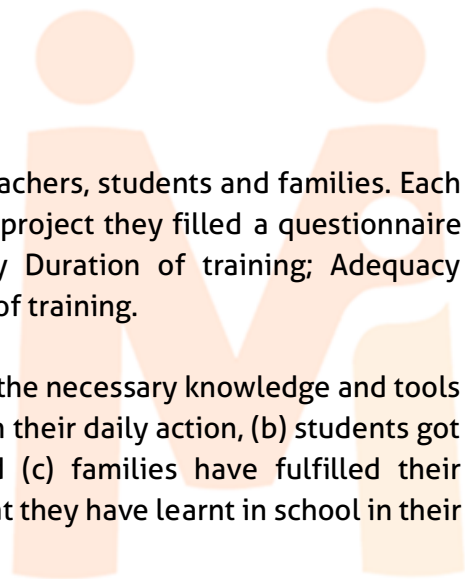 achers, students and families. Each
project they filled a questionnaire
y Duration of training; Adequacy
of training.
the necessary knowledge and tools
n their daily action, (b) students got
d (c) families have fulfilled their
at they have learnt in school in their